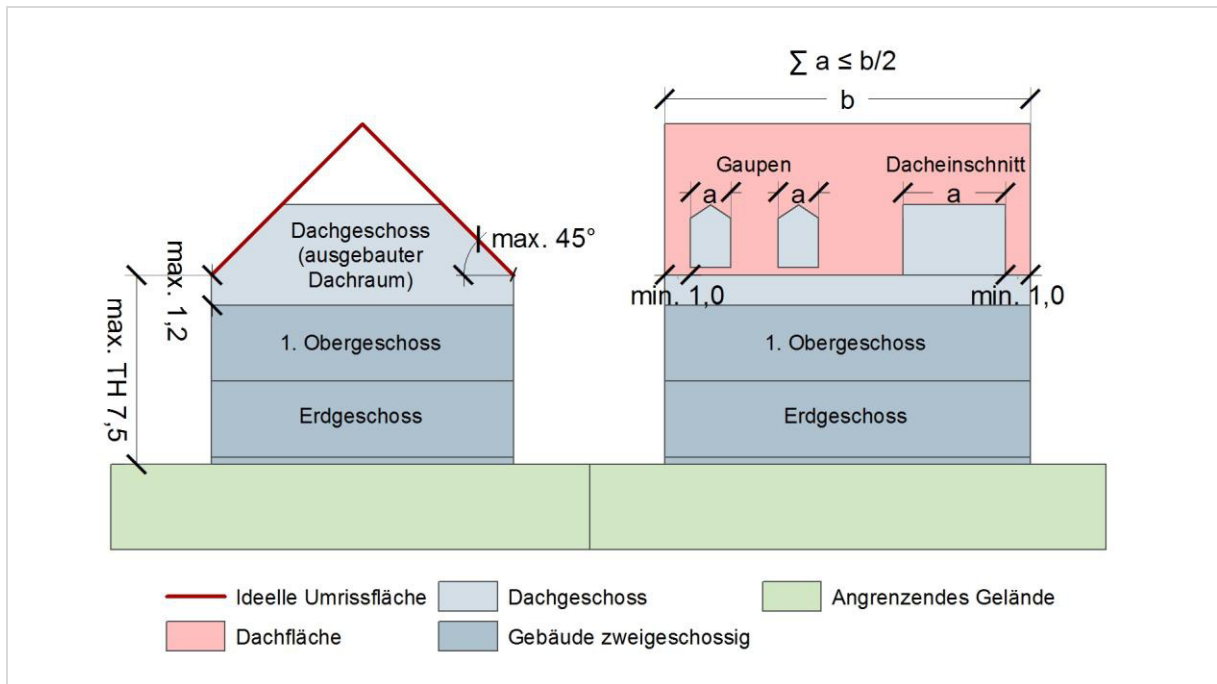 ∑ a ≤ b/2
b
Gaupen
Dacheinschnitt
a
a
a
Dachgeschoss
(ausgebauter
Dachraum)
max. 45°
max. 1,2
max. TH 7,5
min. 1,0
min. 1,0
1. Obergeschoss
1. Obergeschoss
Erdgeschoss
Erdgeschoss
Ideelle Umrissfläche
Dachgeschoss
Angrenzendes Gelände
Dachfläche
Gebäude zweigeschossig